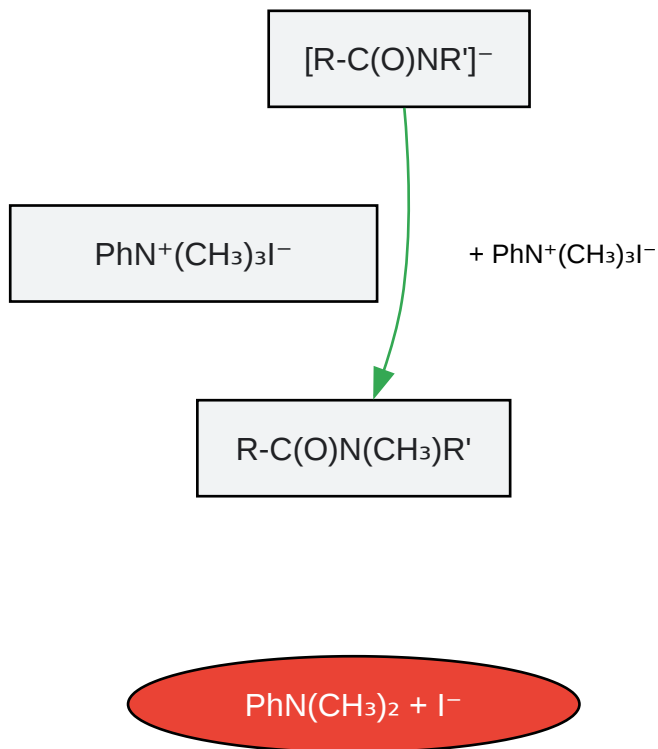 [R-C(O)NR']⁻
PhN⁺(CH₃)₃I⁻
+ PhN⁺(CH₃)₃I⁻
R-C(O)N(CH₃)R'
PhN(CH₃)₂ + I⁻